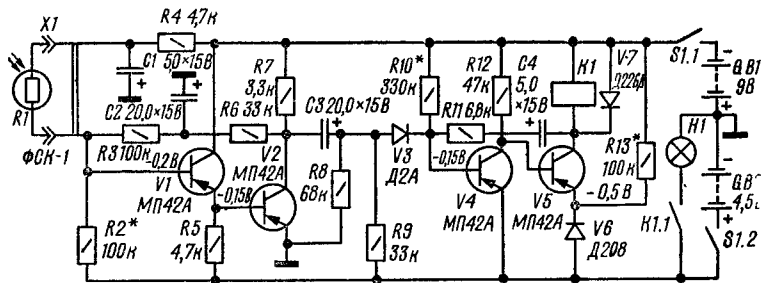 X1
R1
ФСК-1
R4 4,7к
C1
50×15В
C2 20,0×15В
R3 100к
-0,2В
V1
МП42А
R2*
100к
R5
4,7к
R7
3,3к
R6 33к
V2
МП42А
-0,15В
C3 20,0×15В
R8
68к
R9
33к
V3
Д2А
R10*
330к
R11 6,8к
-0,15В
V4
МП42А
R12
47к
C4
5,0
×15В
V5
МП42А
K1
V7
Д226Д
R13*
100к
-0,5В
V6
Д208
S1.1
GB1
9В
H1
K1.1
4,5
S1.2